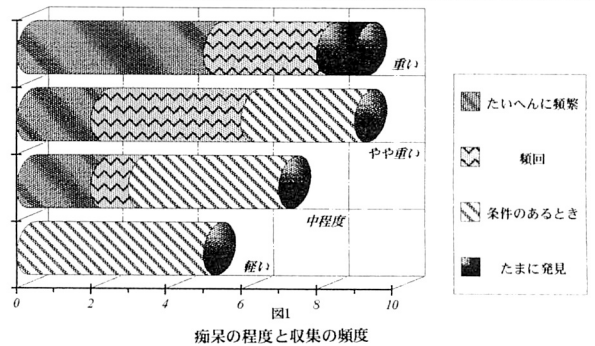 重い
やや重い
中程度
軽い
0 2 4 6 8 10
たいへんに頻繁
頻回
条件のあるとき
たまに発見
図1
痴呆の程度と収集の頻度